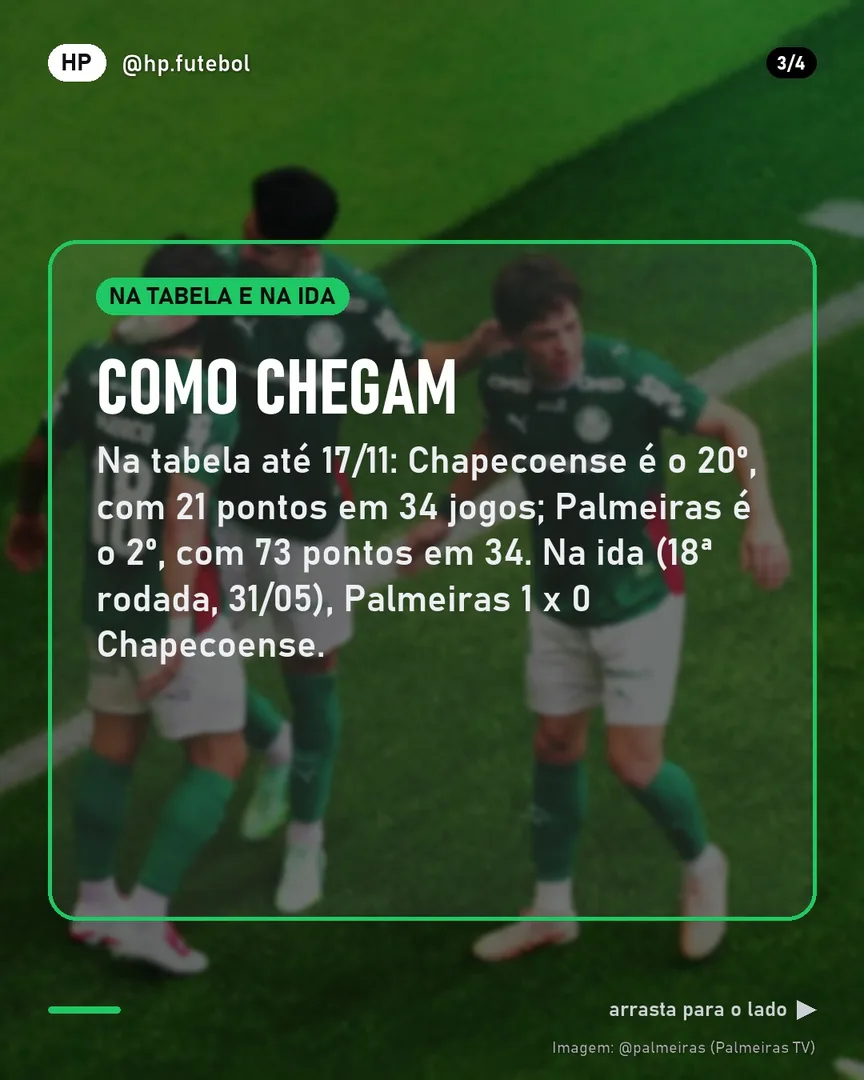 HP @hp.futebol
3/4
NA TABELA E NA IDA
COMO CHEGAM
Na tabela até 17/11: Chapecoense é o 20º,
com 21 pontos em 34 jogos; Palmeiras é
o 2º, com 73 pontos em 34. Na ida (18ª
rodada, 31/05), Palmeiras 1 x 0
Chapecoense.
arrasta para o lado ▶
Imagem: @palmeiras (Palmeiras TV)